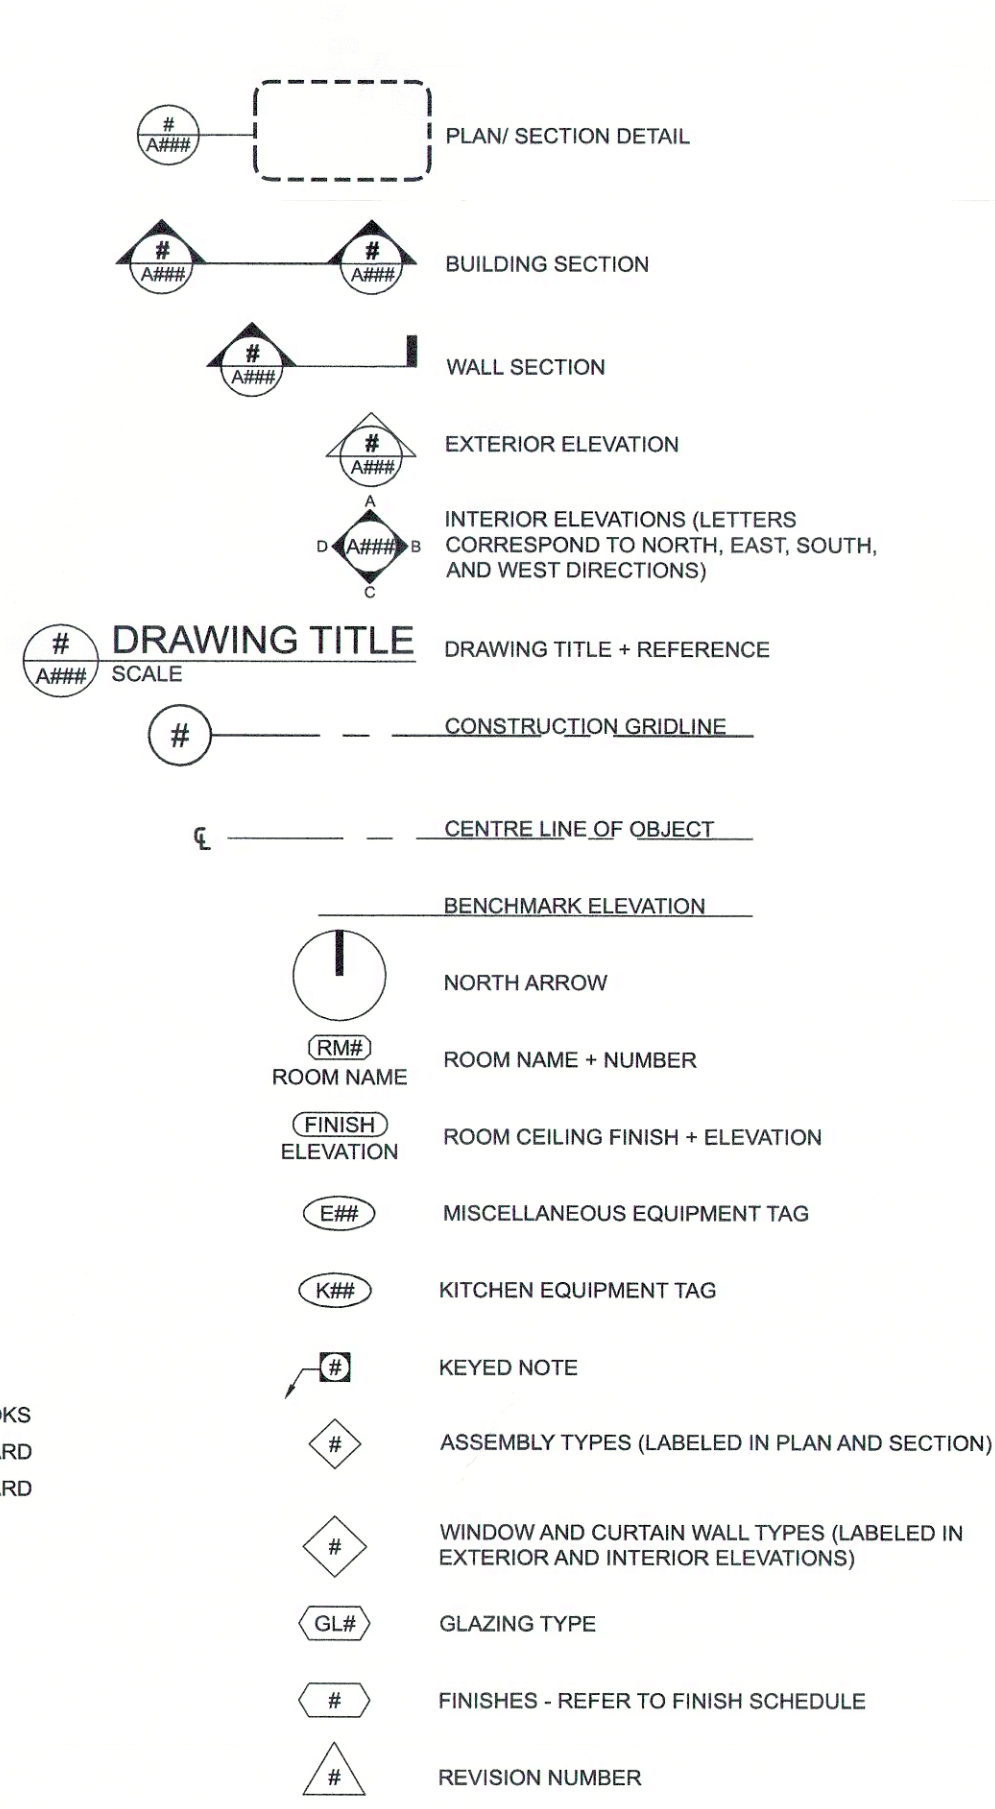 #
A###
PLAN/ SECTION DETAIL
#
A###
#
A###
BUILDING SECTION
#
A###
WALL SECTION
#
A###
EXTERIOR ELEVATION
A
D
A###
B
C
INTERIOR ELEVATIONS (LETTERS
CORRESPOND TO NORTH, EAST, SOUTH,
AND WEST DIRECTIONS)
#
A###
DRAWING TITLE
SCALE
DRAWING TITLE + REFERENCE
#
CONSTRUCTION GRIDLINE
℄
CENTRE LINE OF OBJECT
BENCHMARK ELEVATION
NORTH ARROW
RM#
ROOM NAME
ROOM NAME + NUMBER
FINISH
ELEVATION
ROOM CEILING FINISH + ELEVATION
E##
MISCELLANEOUS EQUIPMENT TAG
K##
KITCHEN EQUIPMENT TAG
#
KEYED NOTE
OKS
ARD
ARD
#
ASSEMBLY TYPES (LABELED IN PLAN AND SECTION)
#
WINDOW AND CURTAIN WALL TYPES (LABELED IN
EXTERIOR AND INTERIOR ELEVATIONS)
GL#
GLAZING TYPE
#
FINISHES - REFER TO FINISH SCHEDULE
#
REVISION NUMBER